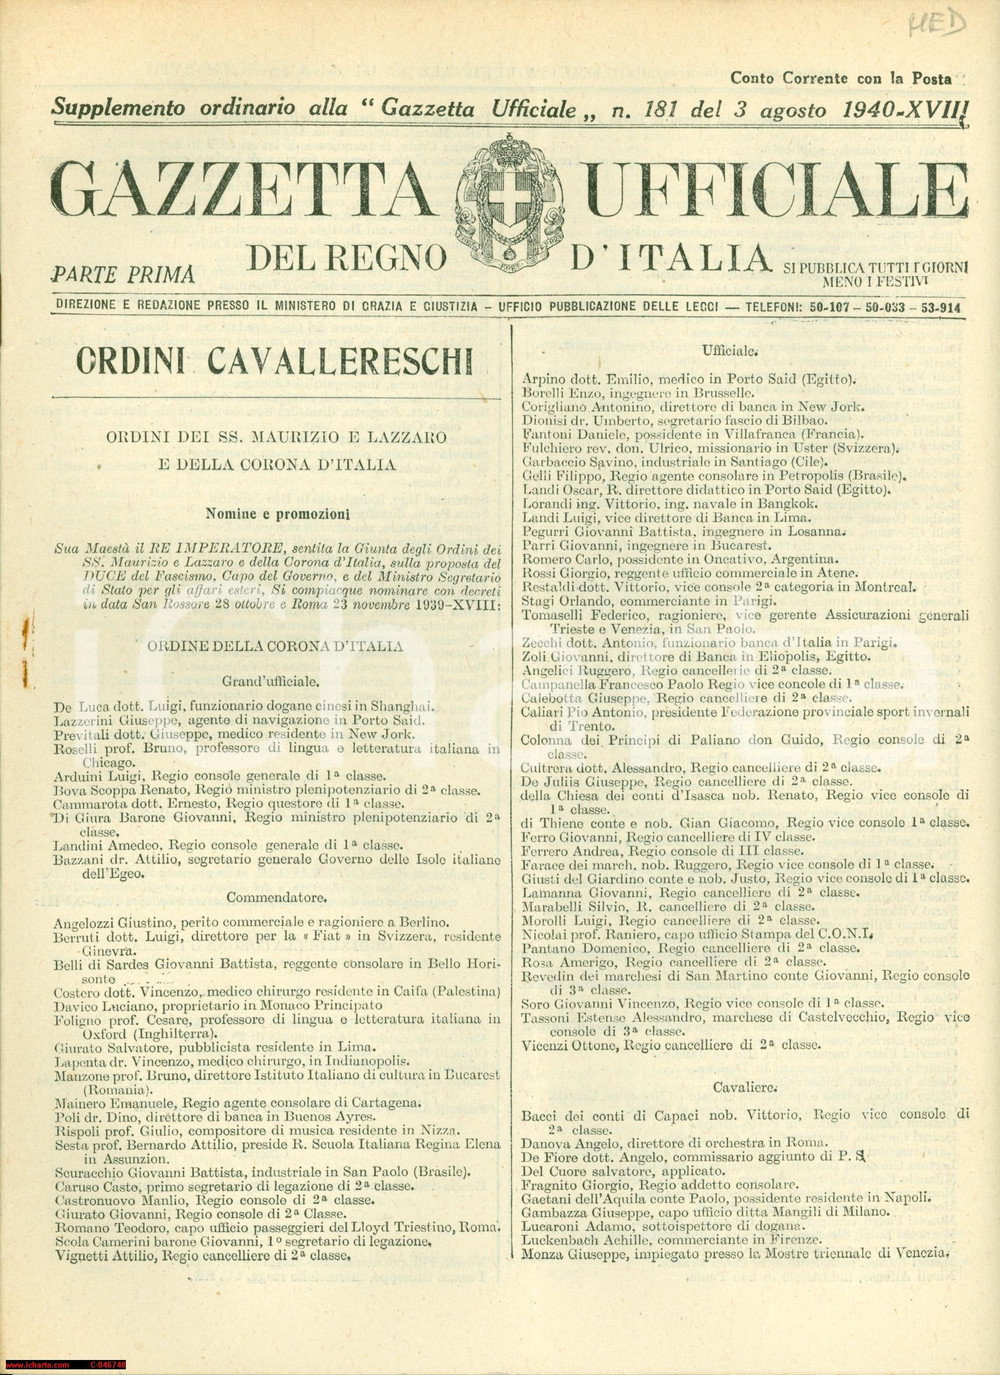 MED
Conto Corrente con la Posta
Supplemento ordinario alla “ Gazzetta Ufficiale „ n. 181 del 3 agosto 1940-XVIII
GAZZETTA UFFICIALE
DEL REGNO D'ITALIA
PARTE PRIMA
SI PUBBLICA TUTTI I GIORNI
MENO I FESTIVI
DIREZIONE E REDAZIONE PRESSO IL MINISTERO DI GRAZIA E GIUSTIZIA – UFFICIO PUBBLICAZIONE DELLE LEGGI — TELEFONI: 50-107 – 50-033 – 53-914
ORDINI CAVALLERESCHI
ORDINI DEI SS. MAURIZIO E LAZZARO
E DELLA CORONA D'ITALIA
Nomine e promozioni
Sua Maestà il RE IMPERATORE, sentita la Giunta degli Ordini dei
SS. Maurizio e Lazzaro e della Corona d'Italia, sulla proposta del
DUCE del Fascismo, Capo del Governo, e del Ministro Segretario
di Stato per gli affari esteri, Si compiacque nominare con decreti
in data San Rossore 28 ottobre e Roma 23 novembre 1939-XVIII:
ORDINE DELLA CORONA D'ITALIA
Grand'ufficiale.
De Luca dott. Luigi, funzionario dogane cinesi in Shanghai.
Lazzerini Giuseppe, agente di navigazione in Porto Said.
Previtali dott. Giuseppe, medico residente in New Jork.
Roselli prof. Bruno, professore di lingua e letteratura italiana in
Chicago.
Arduini Luigi, Regio console generale di 1ª classe.
Bova Scoppa Renato, Regio ministro plenipotenziario di 2ª classe.
Cammarota dott. Ernesto, Regio questore di 1ª classe.
Di Giura Barone Giovanni, Regio ministro plenipotenziario di 2ª
classe.
Landini Amedeo, Regio console generale di 1ª classe.
Bazzani dr. Attilio, segretario generale Governo delle Isole italiane
dell'Egeo.
Commendatore.
Angelozzi Giustino, perito commerciale e ragioniere a Berlino.
Berruti dott. Luigi, direttore per la « Fiat » in Svizzera, residente
Ginevra.
Belli di Sardes Giovanni Battista, reggente consolare in Bello Hori-
sonte
Costero dott. Vincenzo, medico chirurgo residente in Caifa (Palestina)
Davico Luciano, proprietario in Monaco Principato
Foligno prof. Cesare, professore di lingua e letteratura italiana in
Oxford (Inghilterra).
Giurato Salvatore, pubblicista residente in Lima.
Lapenta dr. Vincenzo, medico chirurgo, in Indianopolis.
Manzone prof. Bruno, direttore Istituto Italiano di cultura in Bucarest
(Romania).
Mainero Emanuele, Regio agente consolare di Cartagena.
Poli dr. Dino, direttore di banca in Buenos Ayres.
Rispoli prof. Giulio, compositore di musica residente in Nizza.
Sesta prof. Bernardo Attilio, preside R. Scuola Italiana Regina Elena
in Assunzion.
Scuracchio Giovanni Battista, industriale in San Paolo (Brasile).
Caruso Casto, primo segretario di legazione di 2ª classe.
Castronuovo Manlio, Regio console di 2ª classe.
Giurato Giovanni, Regio console di 2ª Classe.
Romano Teodoro, capo ufficio passeggieri del Lloyd Triestino, Roma.
Scola Camerini barone Giovanni, 1º segretario di legazione.
Vignetti Attilio, Regio cancelliere di 2ª classe.
Ufficiale.
Arpino dott. Emilio, medico in Porto Said (Egitto).
Borelli Enzo, ingegnere in Brusselle.
Corigliano Antonino, direttore di banca in New Jork.
Dionisi dr. Umberto, segretario fascio di Bilbao.
Fantoni Daniele, possidente in Villafranca (Francia).
Fulchiero rev. don. Ulrico, missionario in Uster (Svizzera).
Garbaccio Savino, industriale in Santiago (Cile).
Gelli Filippo, Regio agente consolare in Petropolis (Brasile).
Landi Oscar, R. direttore didattico in Porto Said (Egitto).
Lorandi ing. Vittorio, ing. navale in Bangkok.
Landi Luigi, vice direttore di Banca in Lima.
Pegurri Giovanni Battista, ingegnere in Losanna.
Parri Giovanni, ingegnere in Bucarest.
Romero Carlo, possidente in Oncativo, Argentina.
Rossi Giorgio, reggente ufficio commerciale in Atene.
Restaldi dott. Vittorio, vice console 2ª categoria in Montreal.
Stagi Orlando, commerciante in Parigi.
Tomaselli Federico, ragioniere, vice gerente Assicurazioni generali
Trieste e Venezia, in San Paolo.
Zecchi dott. Antonio, funzionario banca d'Italia in Parigi.
Zoli Giovanni, direttore di Banca in Eliopolis, Egitto.
Angelici Ruggero, Regio cancelliere di 2ª classe.
Campanella Francesco Paolo Regio vice concole di 1ª classe.
Calebotta Giuseppe, Regio cancelliere di 2ª classe.
Caliari Pio Antonio, presidente Federazione provinciale sport invernali
di Trento.
Colonna dei Principi di Paliano don Guido, Regio console di 2ª
classe.
Cultrera dott. Alessandro, Regio cancelliere di 2ª classe.
De Juliis Giuseppe, Regio cancelliere di 2ª classe.
della Chiesa dei conti d'Isasca nob. Renato, Regio vice console di
1ª classe.
di Thiene conte e nob. Gian Giacomo, Regio vice console 1ª classe.
Ferro Giovanni, Regio cancelliere di IV classe.
Ferrero Andrea, Regio console di III classe.
Farace dei march. nob. Ruggero, Regio vice console di 1ª classe.
Giusti del Giardino conte e nob. Justo, Regio vice console di 1ª classe.
Lamanna Giovanni, Regio cancelliere di 2ª classe.
Marabelli Silvio, R. cancelliere di 2ª classe.
Morolli Luigi, Regio cancelliere di 2ª classe.
Nicolai prof. Raniero, capo ufficio Stampa del C.O.N.I.
Pantano Domenico, Regio cancelliere di 2ª classe.
Rosa Amerigo, Regio cancelliere di 2ª classe.
Revedin dei marchesi di San Martino conte Giovanni, Regio console
di 3ª classe.
Soro Giovanni Vincenzo, Regio vice console di 1ª classe.
Tassoni Estense Alessandro, marchese di Castelvecchio, Regio vice
console di 3ª classe.
Vicenzi Ottone, Regio cancelliere di 2ª classe.
Cavaliere.
Bacci dei conti di Capaci nob. Vittorio, Regio vice console di
2ª classe.
Danova Angelo, direttore di orchestra in Roma.
De Fiore dott. Angelo, commissario aggiunto di P. S.
Del Cuore salvatore, applicato.
Fragnito Giorgio, Regio addetto consolare.
Gaetani dell'Aquila conte Paolo, possidente residente in Napoli.
Gambazza Giuseppe, capo ufficio ditta Mangili di Milano.
Lucaroni Adamo, sottoispettore di dogana.
Luckenbach Achille, commerciante in Firenze.
Monza Giuseppe, impiegato presso la Mostre triennale di Venezia.
www.icharta.com C-046748